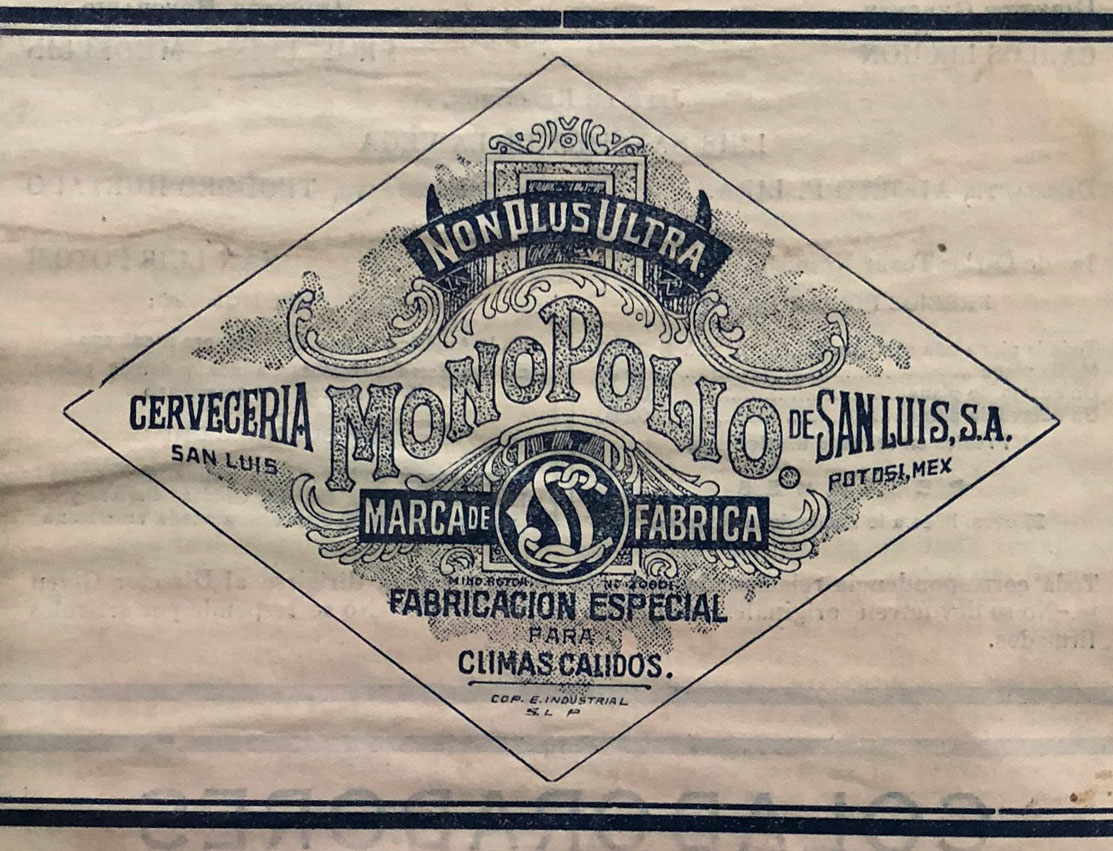 NON PLUS ULTRA
MONOPOLIO.
CERVECERIA
SAN LUIS
DE SAN LUIS, S.A.
POTOSI, MEX
MARCA DE FABRICA
FABRICACION ESPECIAL
PARA
CLIMAS CALIDOS.
COP. E. INDUSTRIAL
S. L P